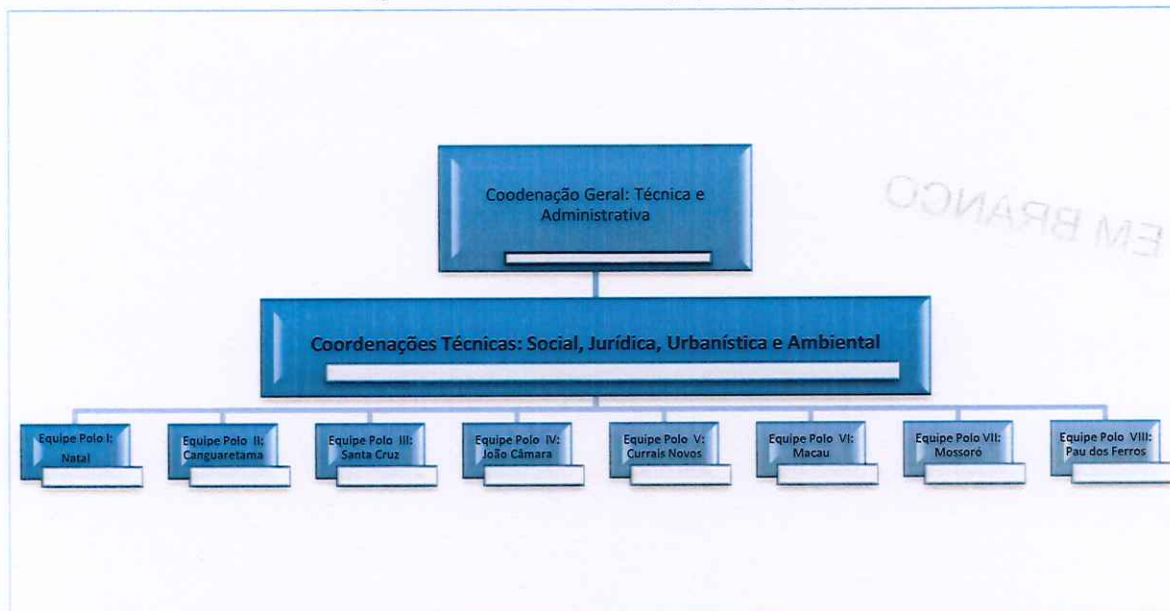 Coodenação Geral: Técnica e
Administrativa
EM BRANCO
Coordenações Técnicas: Social, Jurídica, Urbanística e Ambiental
Equipe Polo I:
Natal
Equipe Polo II:
Canguaretama
Equipe Polo III:
Santa Cruz
Equipe Polo IV:
João Câmara
Equipe Polo V:
Currais Novos
Equipe Polo VI:
Macau
Equipe Polo VII:
Mossoró
Equipe Polo VIII:
Pau dos Ferros